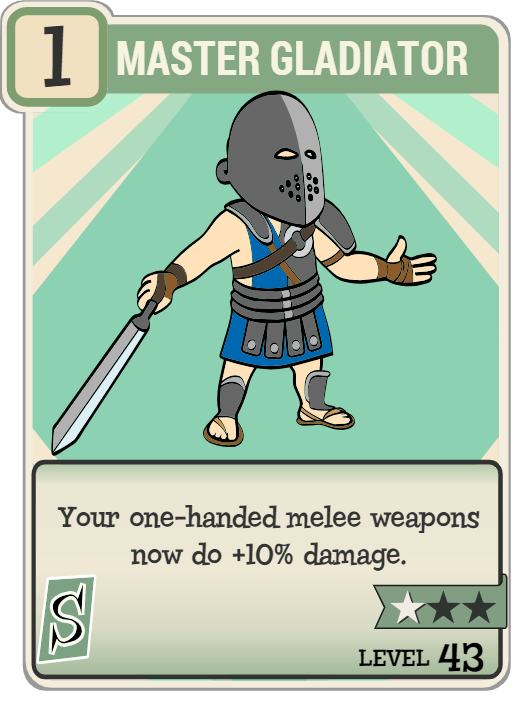 1
MASTER GLADIATOR
Your one-handed melee weapons
now do +10% damage.
S
LEVEL 43